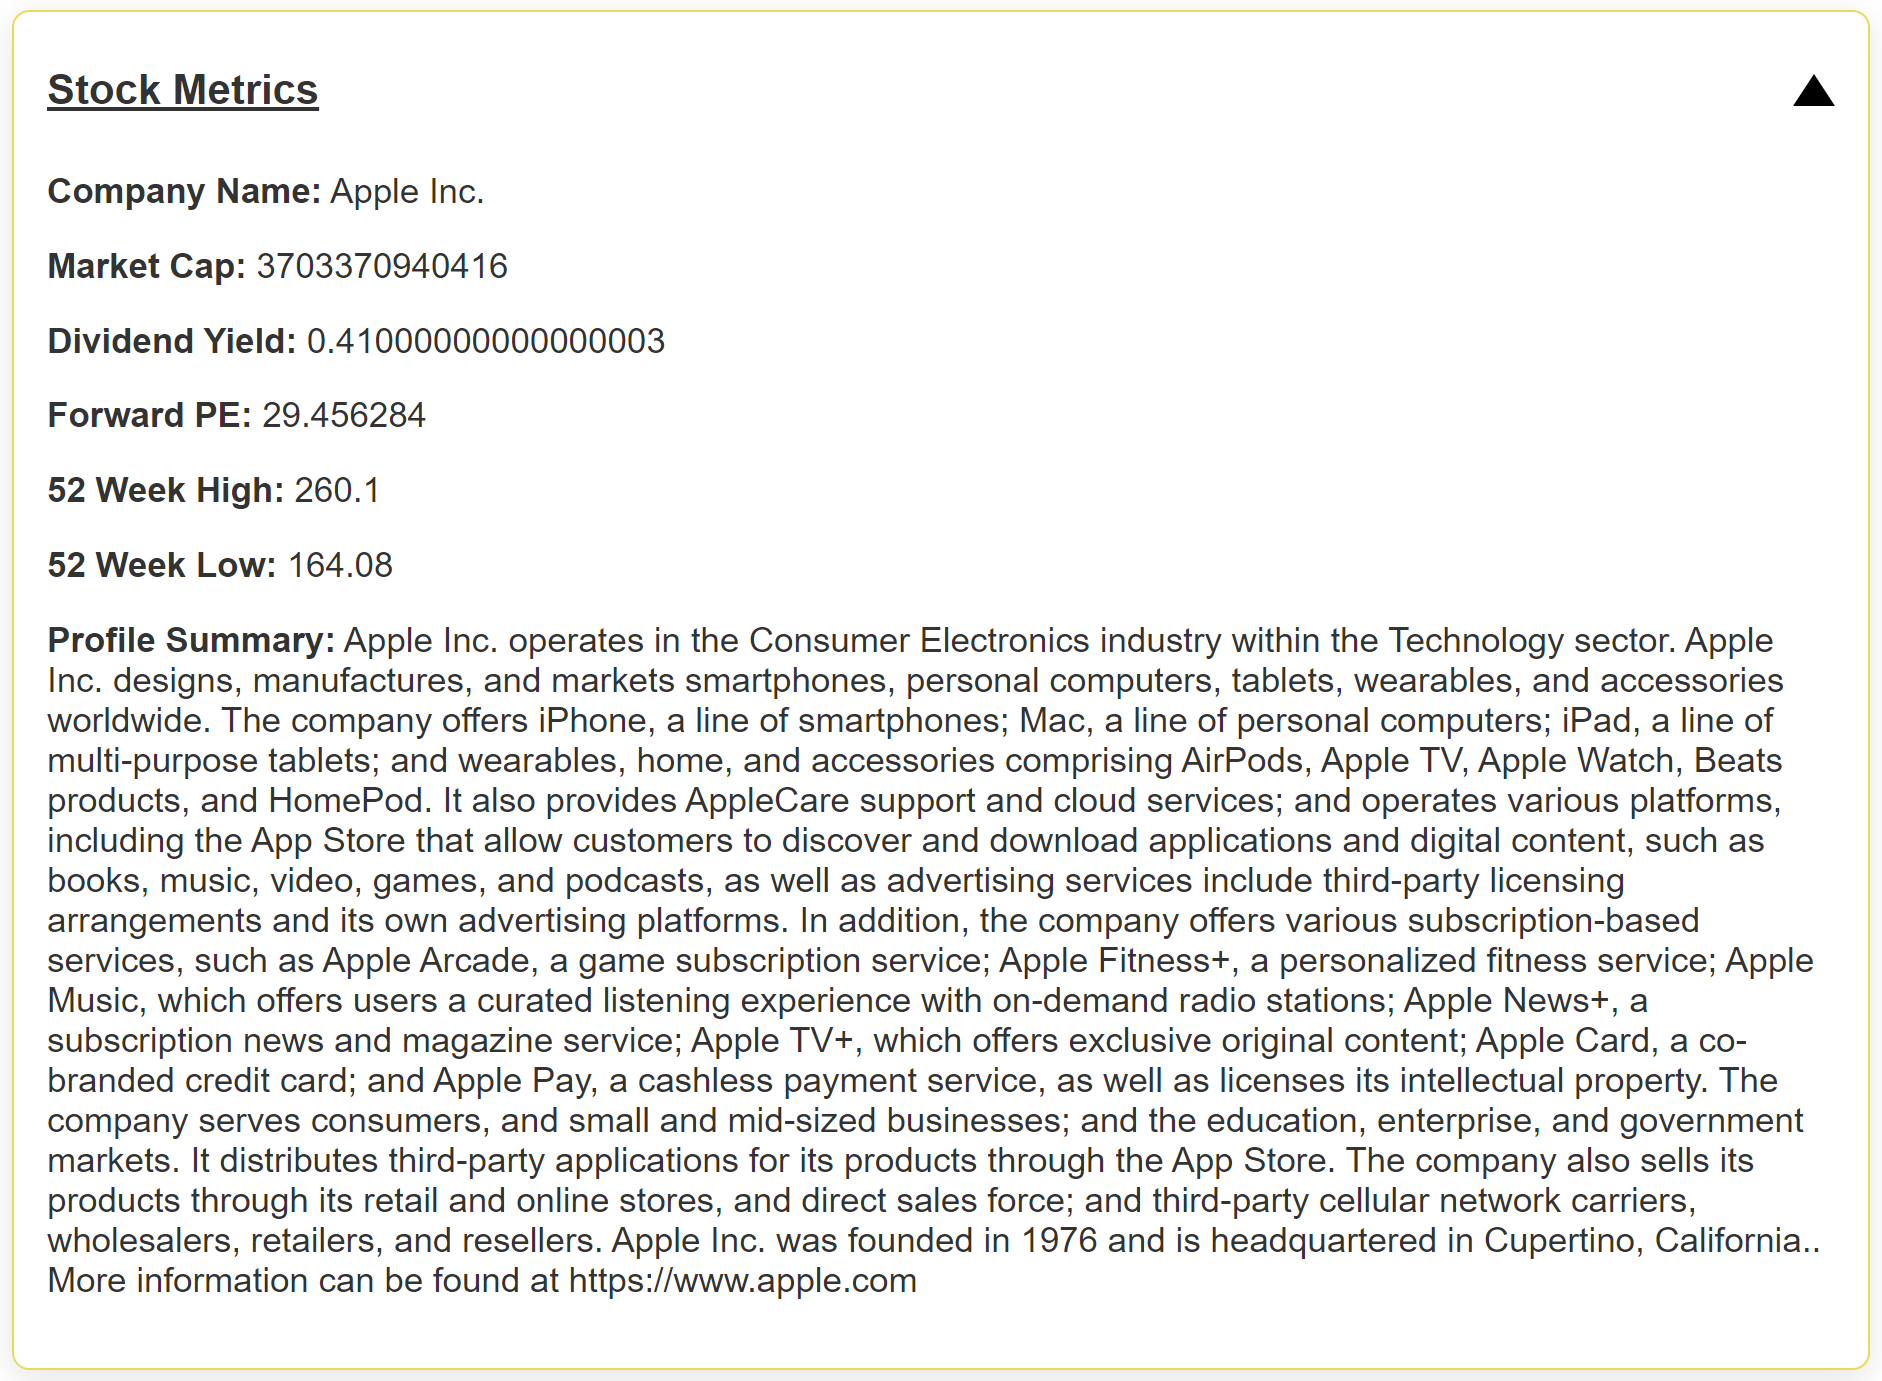 Stock Metrics
Company Name: Apple Inc.
Market Cap: 3703370940416
Dividend Yield: 0.41000000000000003
Forward PE: 29.456284
52 Week High: 260.1
52 Week Low: 164.08
Profile Summary: Apple Inc. operates in the Consumer Electronics industry within the Technology sector. Apple
Inc. designs, manufactures, and markets smartphones, personal computers, tablets, wearables, and accessories
worldwide. The company offers iPhone, a line of smartphones; Mac, a line of personal computers; iPad, a line of
multi-purpose tablets; and wearables, home, and accessories comprising AirPods, Apple TV, Apple Watch, Beats
products, and HomePod. It also provides AppleCare support and cloud services; and operates various platforms,
including the App Store that allow customers to discover and download applications and digital content, such as
books, music, video, games, and podcasts, as well as advertising services include third-party licensing
arrangements and its own advertising platforms. In addition, the company offers various subscription-based
services, such as Apple Arcade, a game subscription service; Apple Fitness+, a personalized fitness service; Apple
Music, which offers users a curated listening experience with on-demand radio stations; Apple News+, a
subscription news and magazine service; Apple TV+, which offers exclusive original content; Apple Card, a co-
branded credit card; and Apple Pay, a cashless payment service, as well as licenses its intellectual property. The
company serves consumers, and small and mid-sized businesses; and the education, enterprise, and government
markets. It distributes third-party applications for its products through the App Store. The company also sells its
products through its retail and online stores, and direct sales force; and third-party cellular network carriers,
wholesalers, retailers, and resellers. Apple Inc. was founded in 1976 and is headquartered in Cupertino, California..
More information can be found at https://www.apple.com